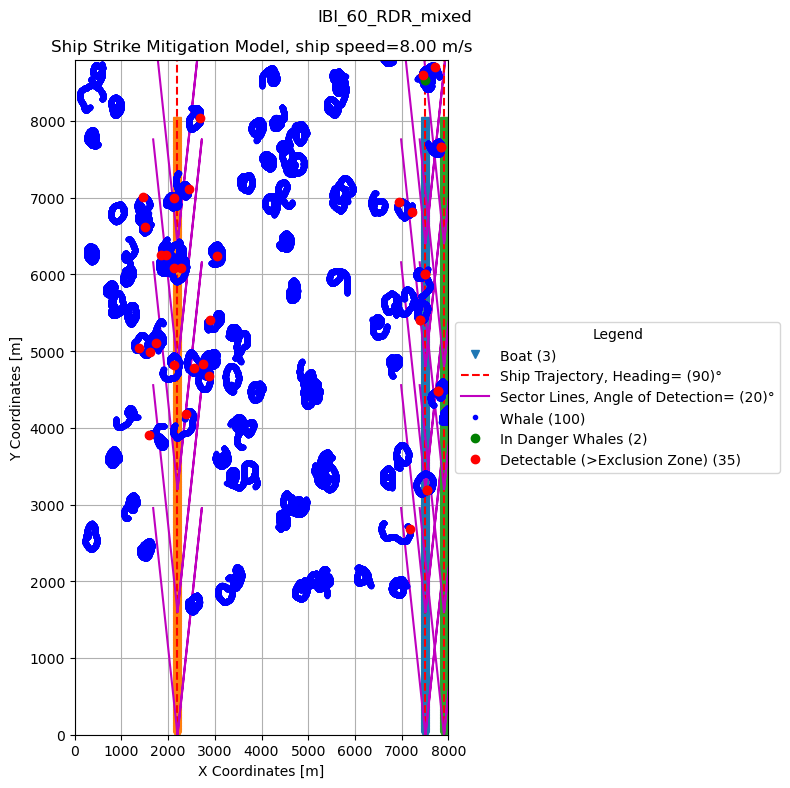 IBI_60_RDR_mixed
Ship Strike Mitigation Model, ship speed=8.00 m/s
8000
7000
6000
5000
4000
3000
2000
1000
0
Y Coordinates [m]
0 1000 2000 3000 4000 5000 6000 7000 8000
X Coordinates [m]
Legend
Boat (3)
Ship Trajectory, Heading= (90)°
Sector Lines, Angle of Detection= (20)°
Whale (100)
In Danger Whales (2)
Detectable (>Exclusion Zone) (35)